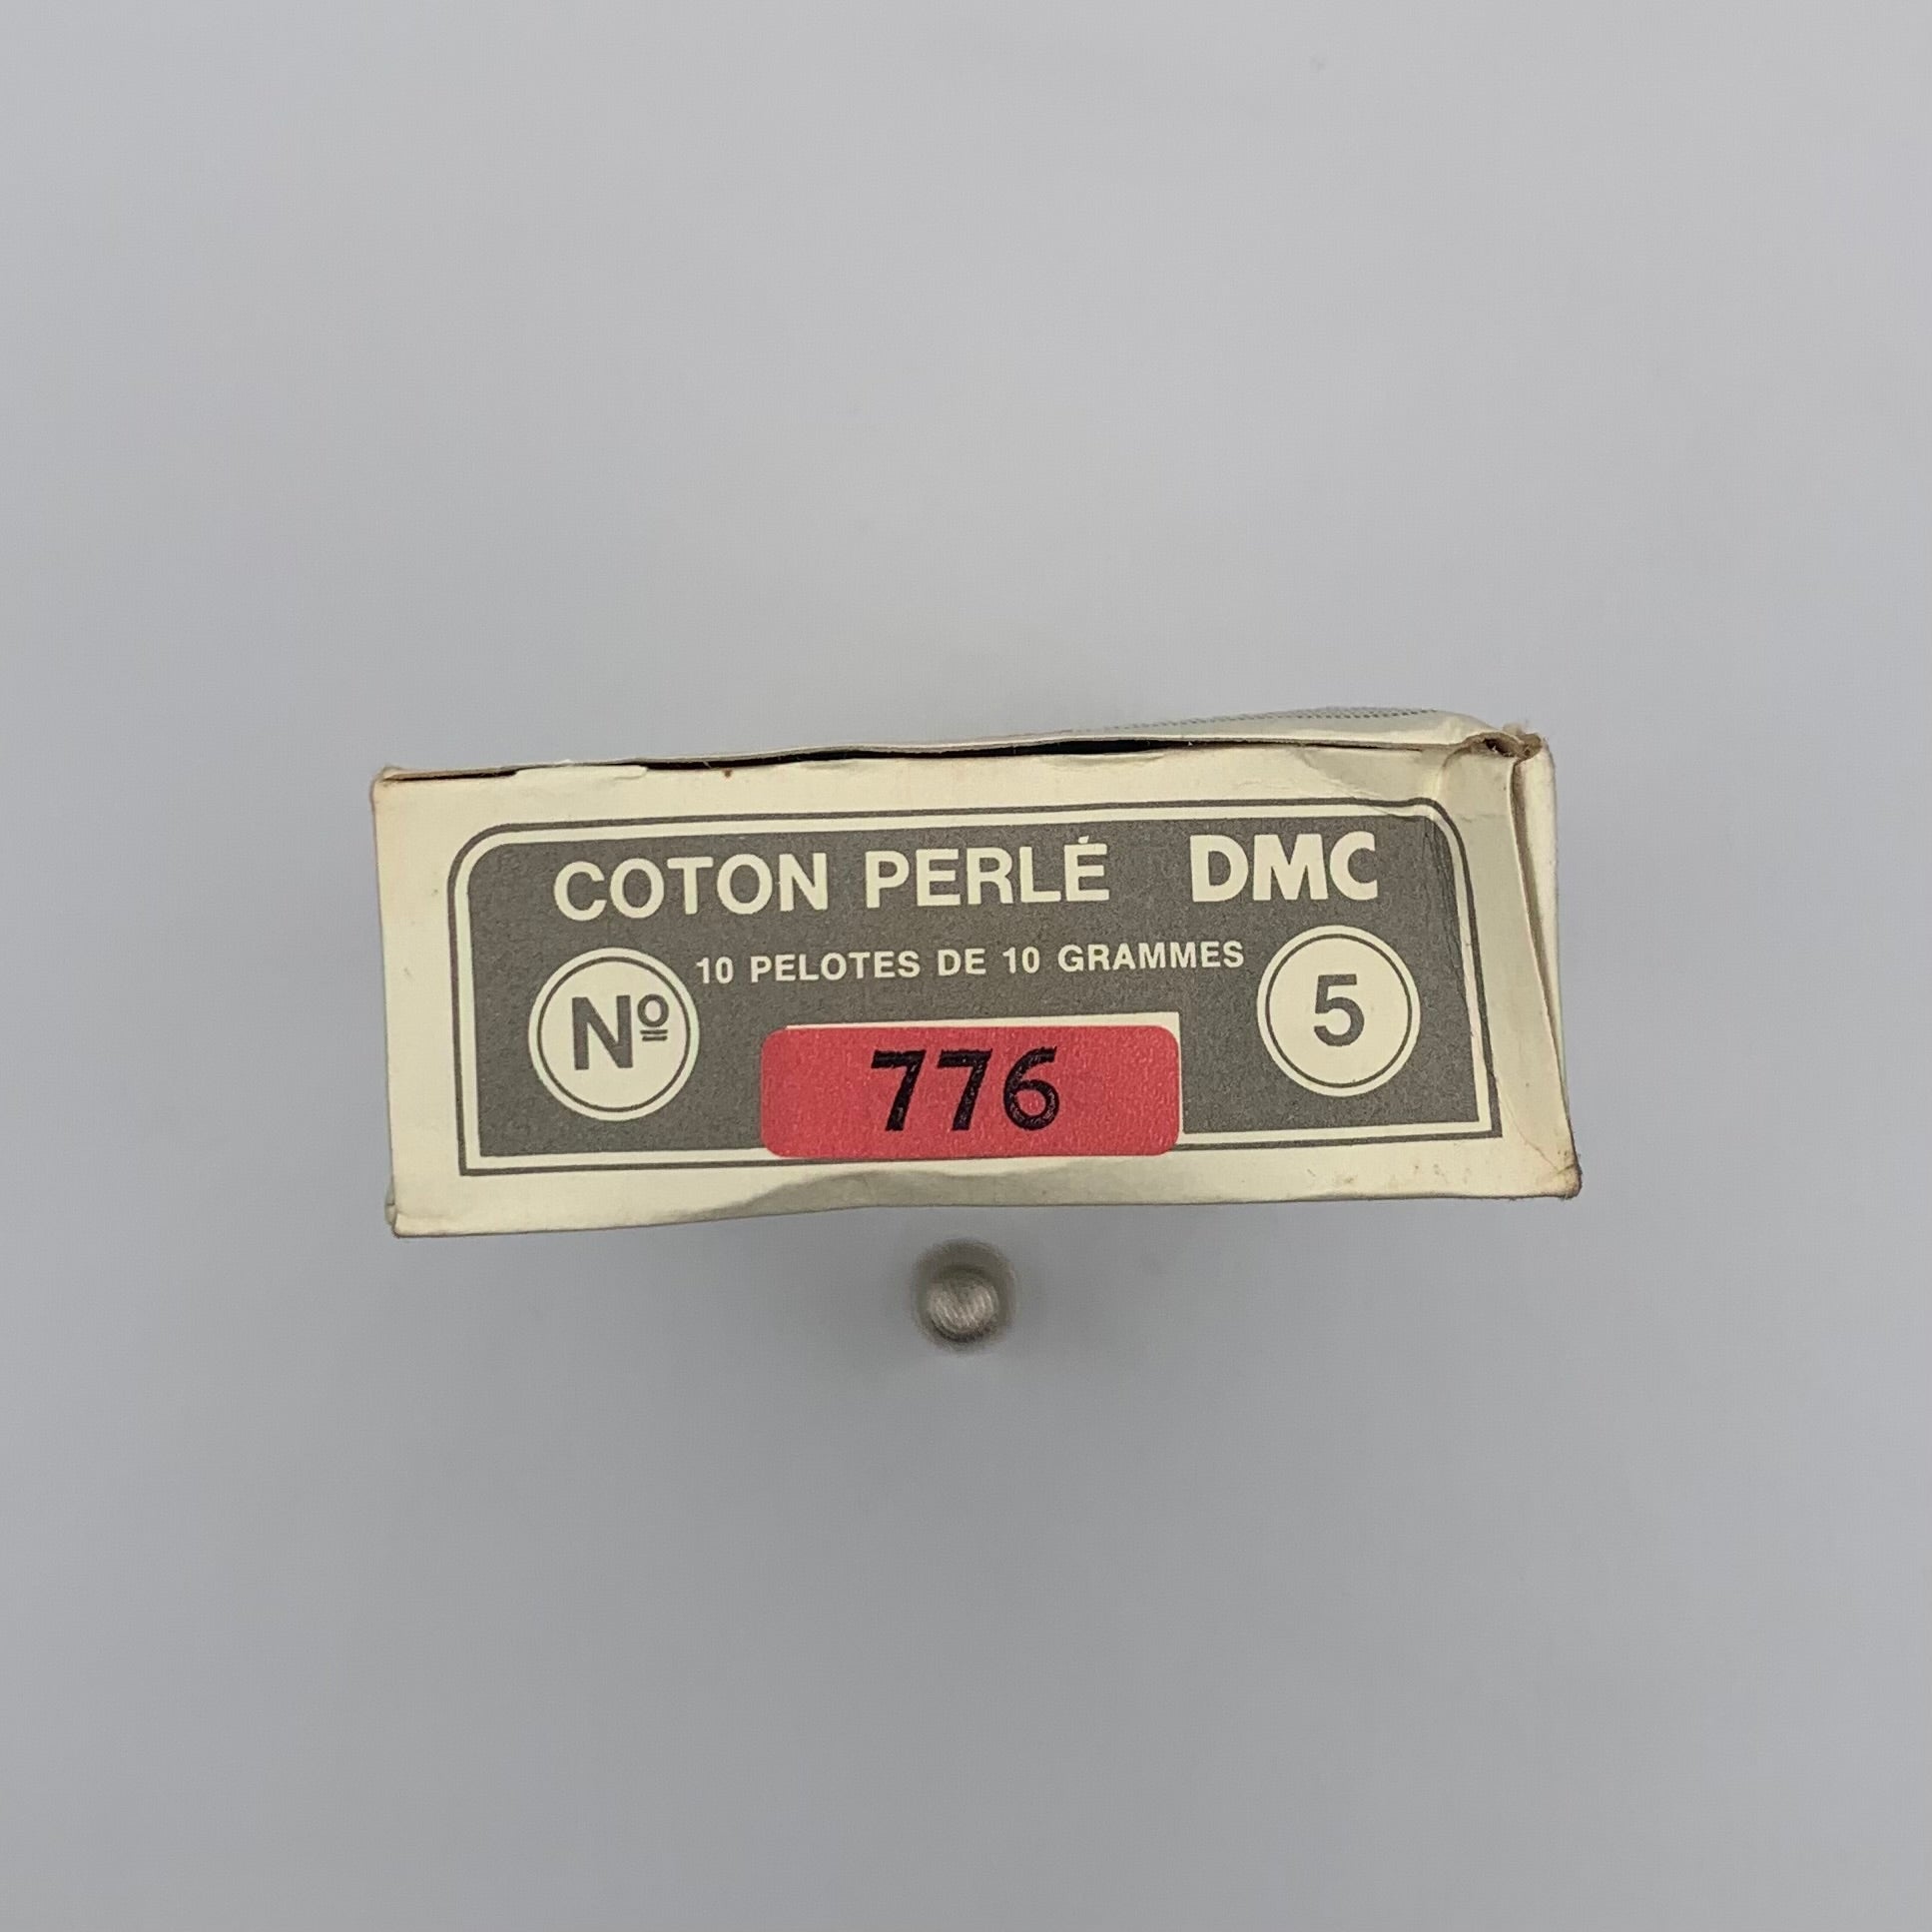 COTON PERLÉ DMC
10 PELOTES DE 10 GRAMMES
Nº 5
776